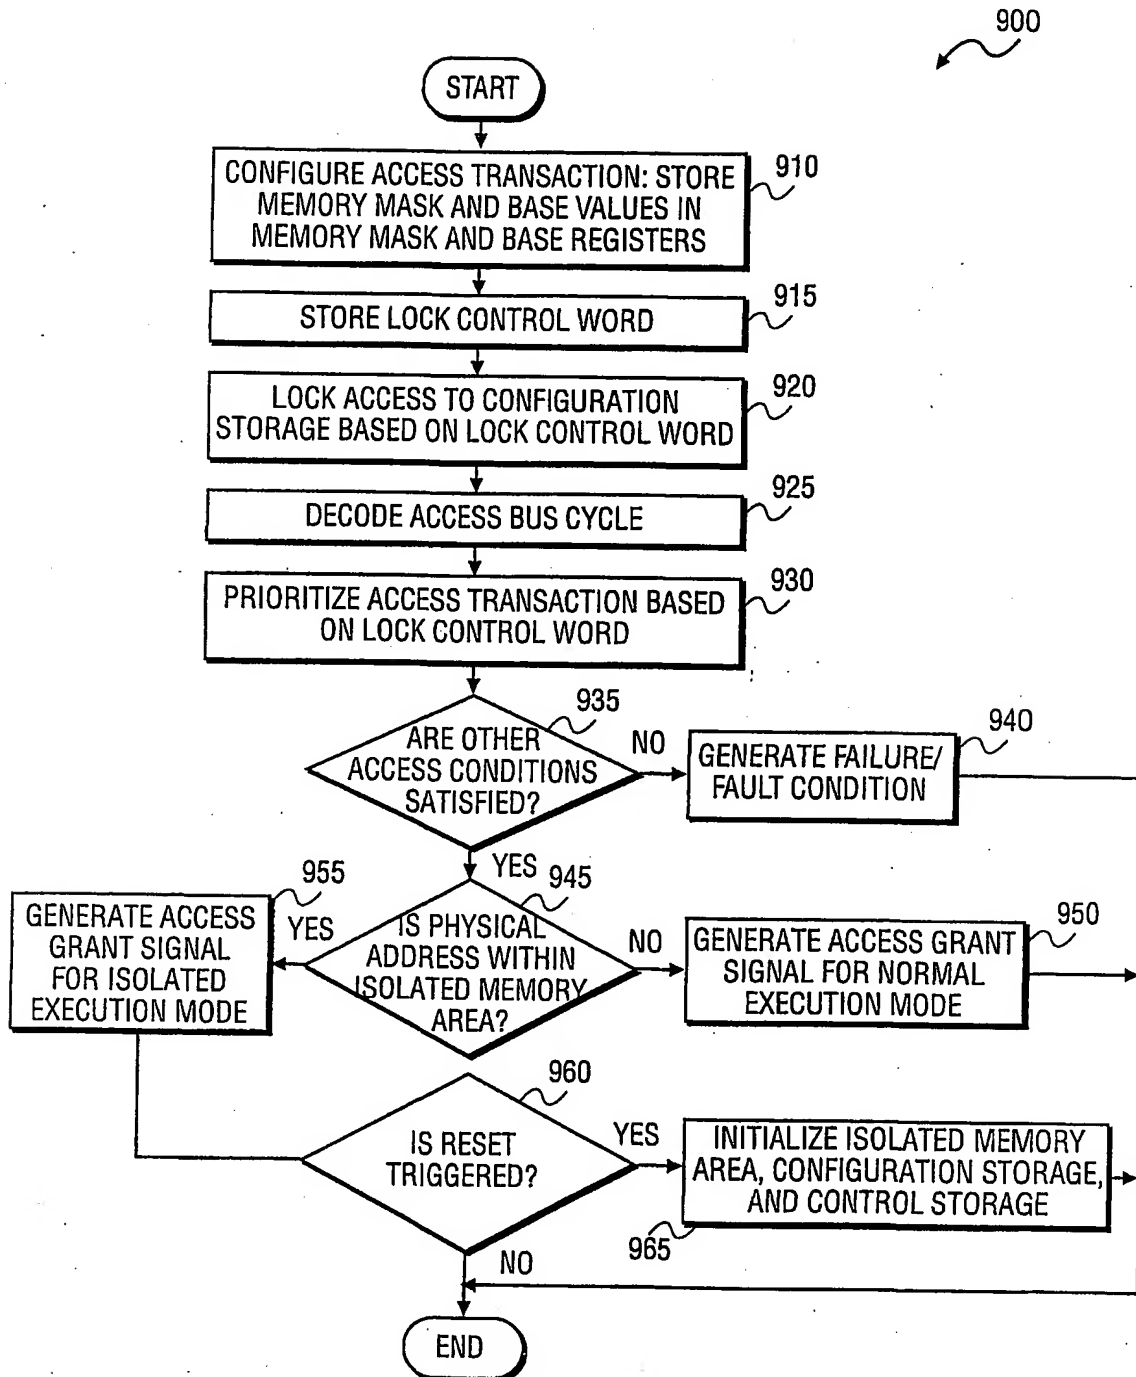 900
START
CONFIGURE ACCESS TRANSACTION: STORE
MEMORY MASK AND BASE VALUES IN
MEMORY MASK AND BASE REGISTERS
910
STORE LOCK CONTROL WORD
915
LOCK ACCESS TO CONFIGURATION
STORAGE BASED ON LOCK CONTROL WORD
920
DECODE ACCESS BUS CYCLE
925
PRIORITIZE ACCESS TRANSACTION BASED
ON LOCK CONTROL WORD
930
ARE OTHER
ACCESS CONDITIONS
SATISFIED?
935
NO
GENERATE FAILURE/
FAULT CONDITION
940
YES
IS PHYSICAL
ADDRESS WITHIN
ISOLATED MEMORY
AREA?
945
YES
GENERATE ACCESS
GRANT SIGNAL
FOR ISOLATED
EXECUTION MODE
955
NO
GENERATE ACCESS GRANT
SIGNAL FOR NORMAL
EXECUTION MODE
950
IS RESET
TRIGGERED?
960
YES
INITIALIZE ISOLATED MEMORY
AREA, CONFIGURATION STORAGE,
AND CONTROL STORAGE
965
NO
END